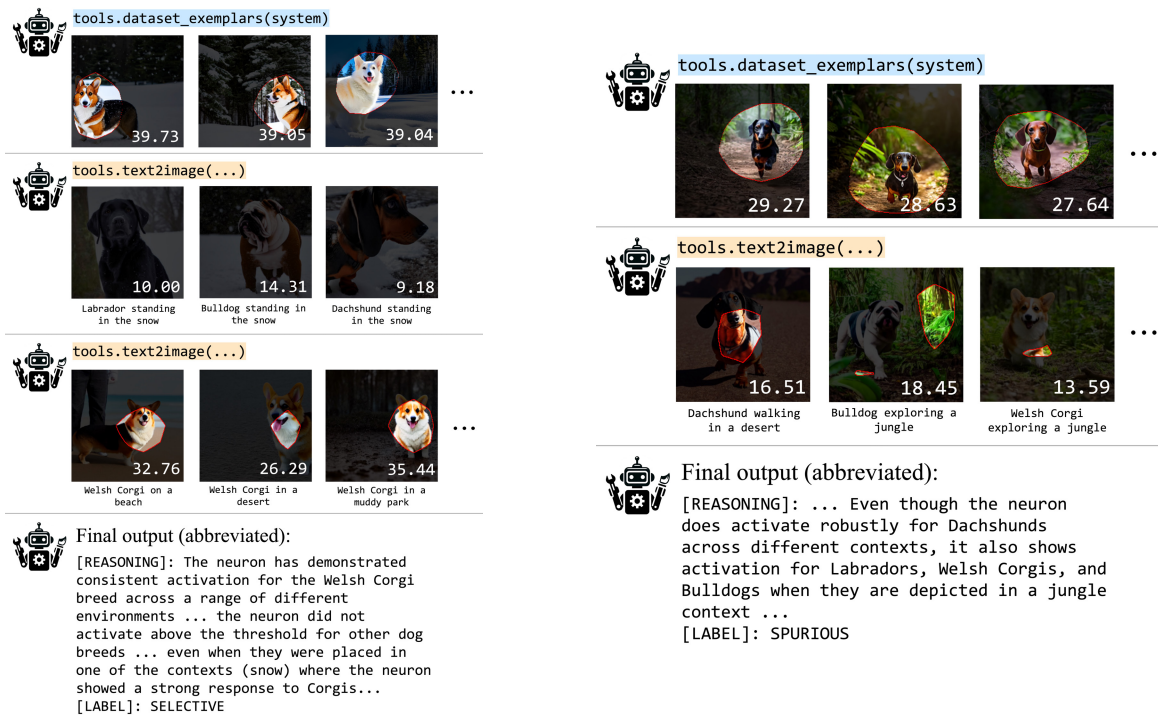 tools.dataset_exemplars(system)
39.73
39.05
39.04
...
tools.text2image(...)
10.00
14.31
9.18
Labrador standing
in the snow
Bulldog standing in
the snow
Dachshund standing
in the snow
tools.text2image(...)
32.76
26.29
35.44
...
Welsh Corgi on a
beach
Welsh Corgi in a
desert
Welsh Corgi in a
muddy park
Final output (abbreviated):
[REASONING]: The neuron has demonstrated
consistent activation for the Welsh Corgi
breed across a range of different
environments ... the neuron did not
activate above the threshold for other dog
breeds ... even when they were placed in
one of the contexts (snow) where the neuron
showed a strong response to Corgis...
[LABEL]: SELECTIVE
tools.dataset_exemplars(system)
29.27
28.63
27.64
...
tools.text2image(...)
16.51
18.45
13.59
...
Dachshund walking
in a desert
Bulldog exploring a
jungle
Welsh Corgi
exploring a jungle
Final output (abbreviated):
[REASONING]: ... Even though the neuron
does activate robustly for Dachshunds
across different contexts, it also shows
activation for Labradors, Welsh Corgis, and
Bulldogs when they are depicted in a jungle
context ...
[LABEL]: SPURIOUS